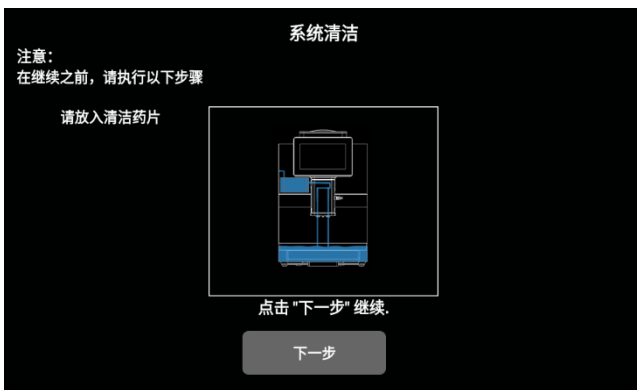 系统清洁
注意：
在继续之前，请执行以下步骤
请放入清洁药片
点击 "下一步" 继续.
下一步